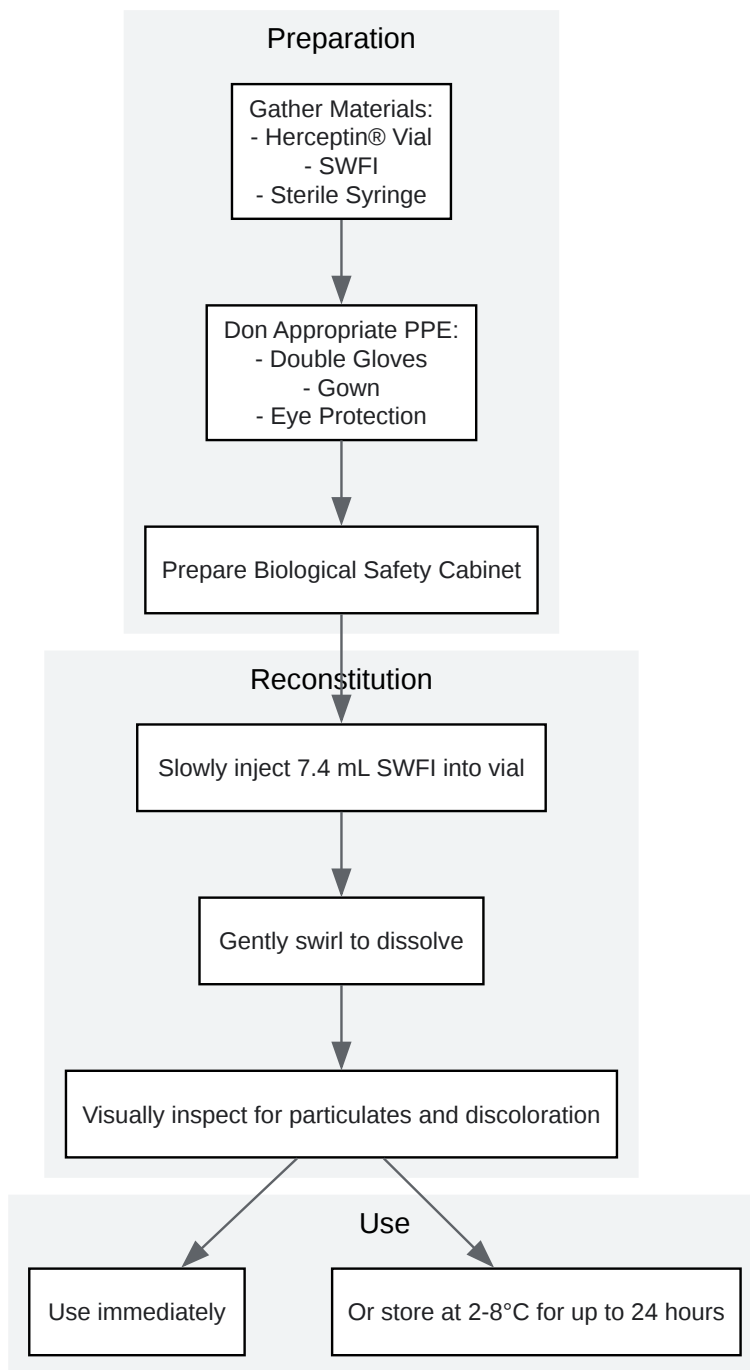 Preparation
Gather Materials:
- Herceptin® Vial
- SWFI
- Sterile Syringe
Don Appropriate PPE:
- Double Gloves
- Gown
- Eye Protection
Prepare Biological Safety Cabinet
Reconstitution
Slowly inject 7.4 mL SWFI into vial
Gently swirl to dissolve
Visually inspect for particulates and discoloration
Use
Use immediately
Or store at 2-8°C for up to 24 hours